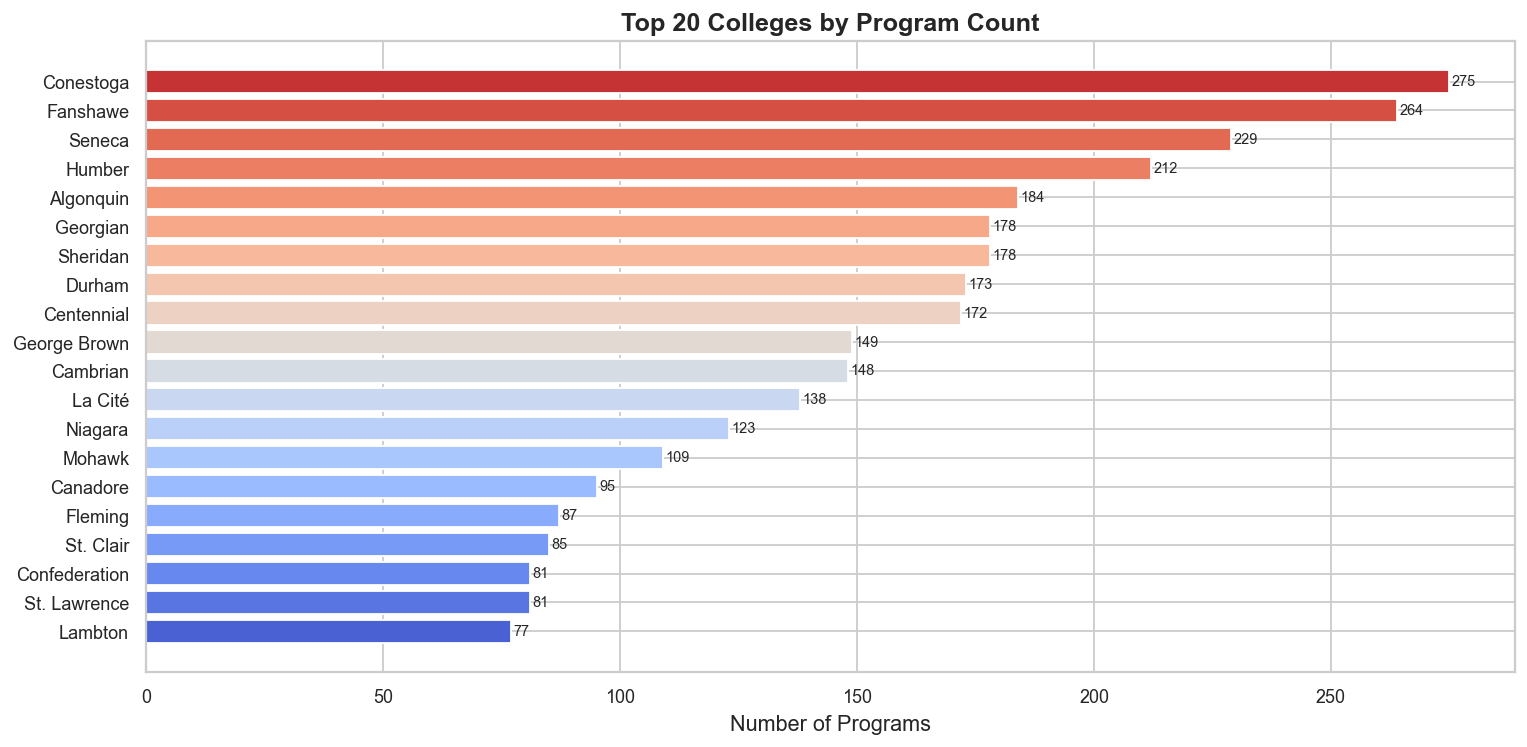 Top 20 Colleges by Program Count
Conestoga 275
Fanshawe 264
Seneca 229
Humber 212
Algonquin 184
Georgian 178
Sheridan 178
Durham 173
Centennial 172
George Brown 149
Cambrian 148
La Cité 138
Niagara 123
Mohawk 109
Canadore 95
Fleming 87
St. Clair 85
Confederation 81
St. Lawrence 81
Lambton 77
0 50 100 150 200 250
Number of Programs